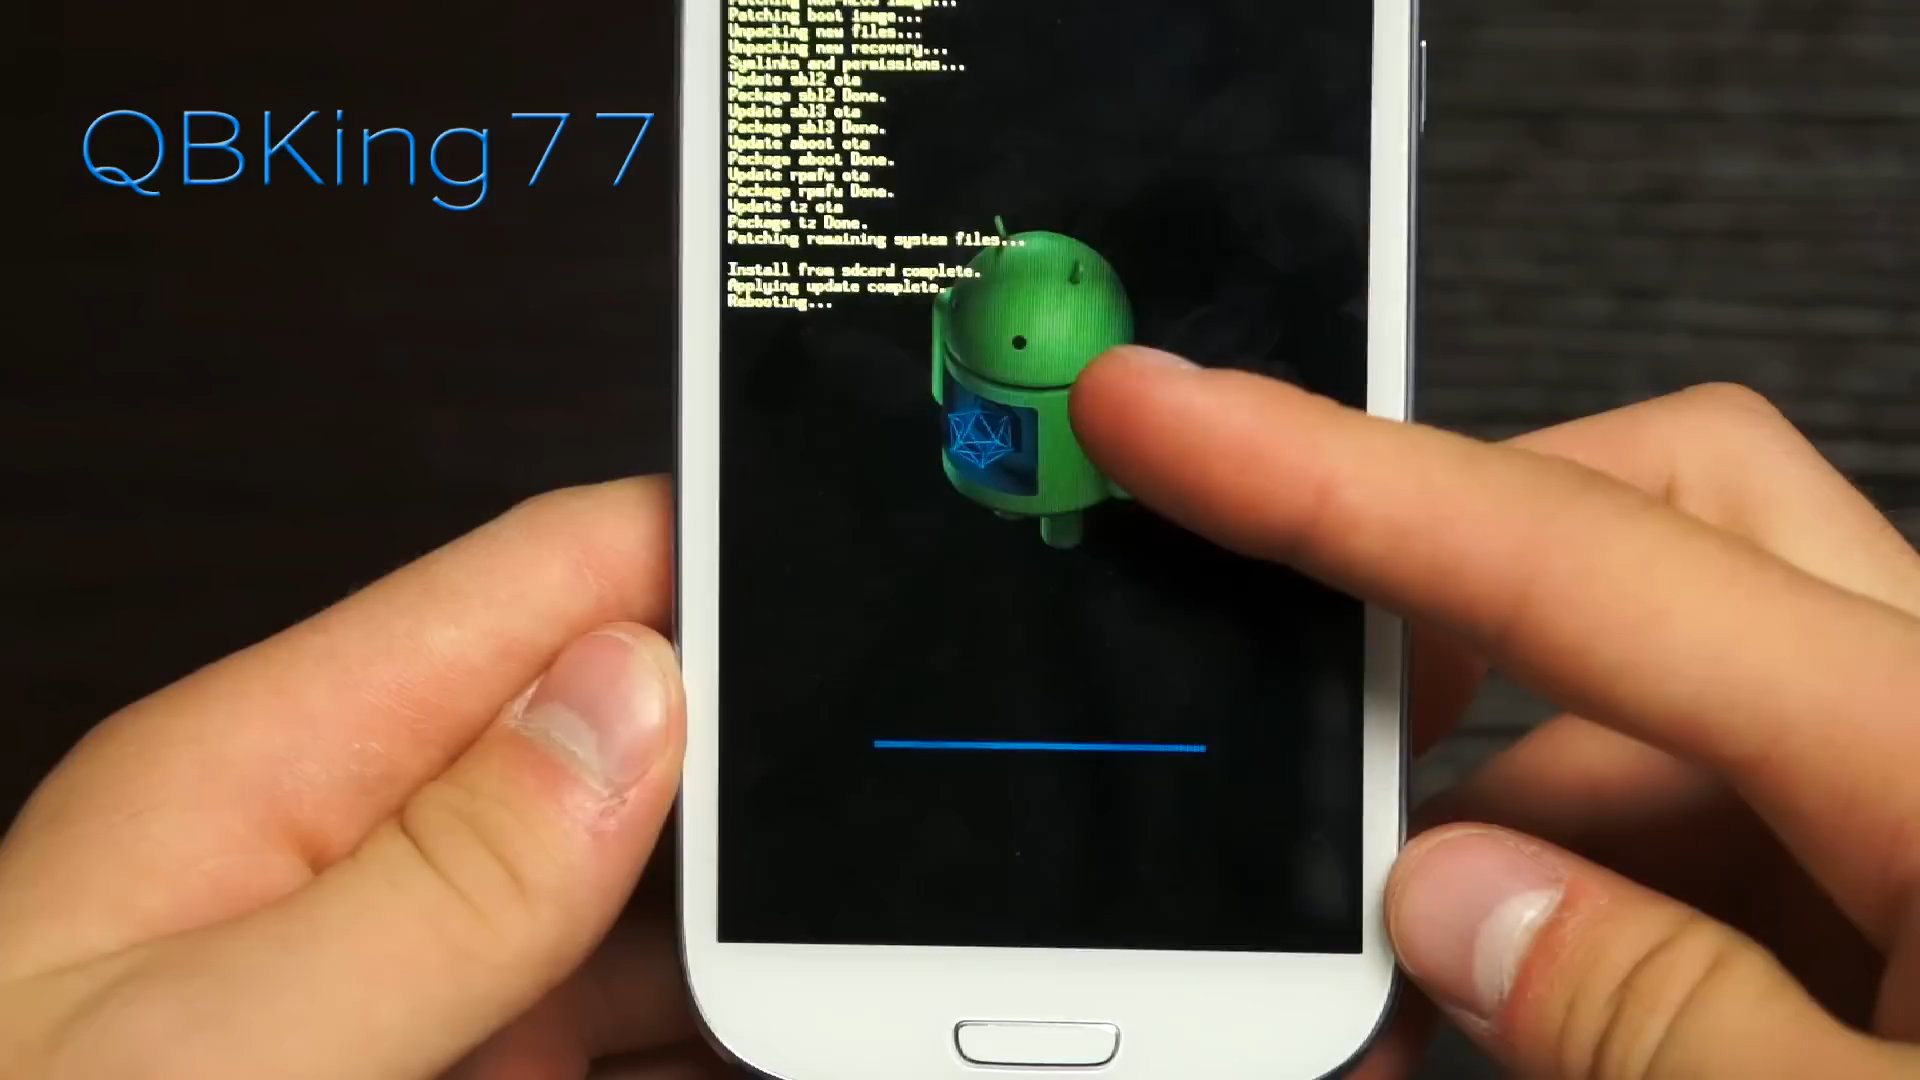 Patching boot image...
Unpacking new files...
Unpacking new recovery...
Symlinks and permissions...
Update sbl2 ota
Package sbl2 Done.
Update sbl3 ota
Package sbl3 Done.
Update aboot ota
Package aboot Done.
Update rpmfw ota
Package rpmfw Done.
Update tz ota
Package tz Done.
Patching remaining system files...
Install from sdcard complete.
Applying update complete.
Rebooting...
QBKing77